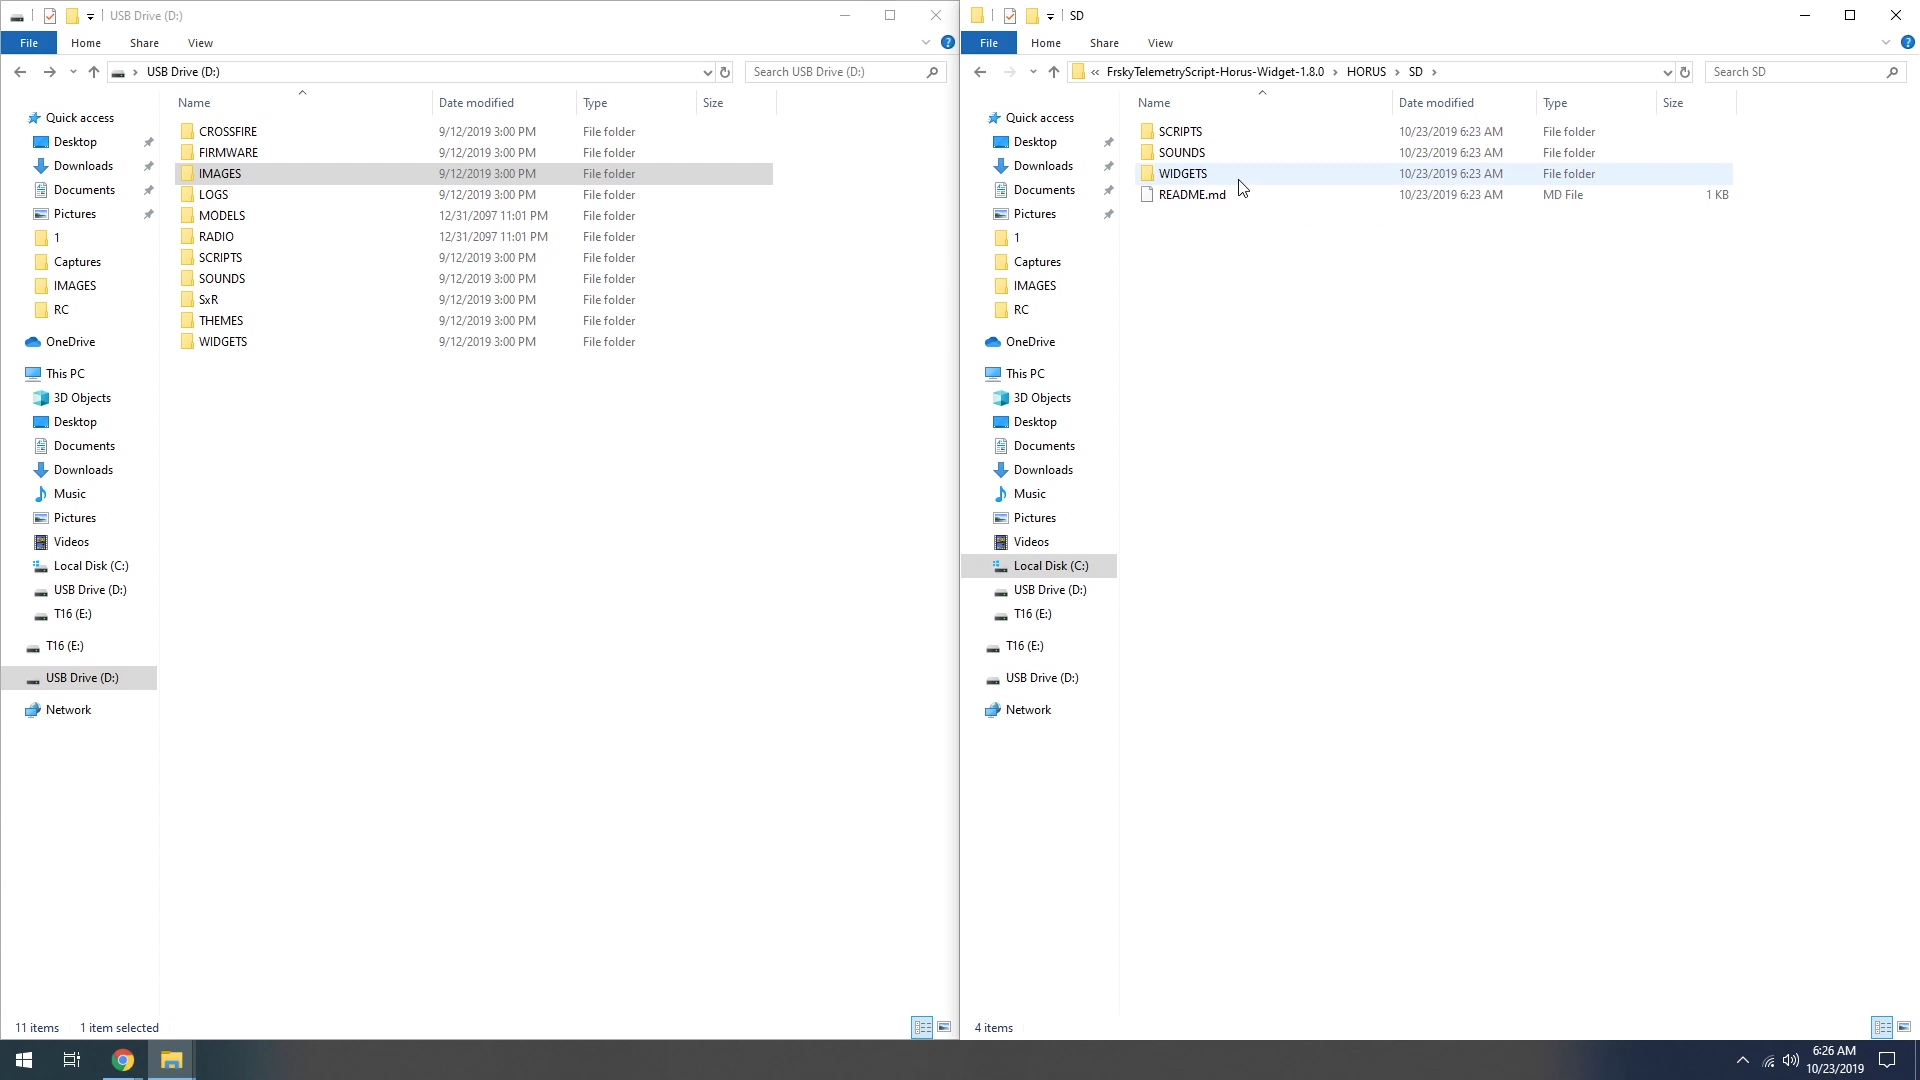 USB Drive (D:)
File Home Share View
USB Drive (D:) Search USB Drive (D:)
Name Date modified Type Size
Quick access
Desktop
Downloads
Documents
Pictures
1
Captures
IMAGES
RC
OneDrive
This PC
3D Objects
Desktop
Documents
Downloads
Music
Pictures
Videos
Local Disk (C:)
USB Drive (D:)
T16 (E:)
T16 (E:)
USB Drive (D:)
Network
CROSSFIRE 9/12/2019 3:00 PM File folder
FIRMWARE 9/12/2019 3:00 PM File folder
IMAGES 9/12/2019 3:00 PM File folder
LOGS 9/12/2019 3:00 PM File folder
MODELS 12/31/2097 11:01 PM File folder
RADIO 12/31/2097 11:01 PM File folder
SCRIPTS 9/12/2019 3:00 PM File folder
SOUNDS 9/12/2019 3:00 PM File folder
SxR 9/12/2019 3:00 PM File folder
THEMES 9/12/2019 3:00 PM File folder
WIDGETS 9/12/2019 3:00 PM File folder
11 items 1 item selected
SD
File Home Share View
« FrskyTelemetryScript-Horus-Widget-1.8.0 › HORUS › SD › Search SD
Name Date modified Type Size
Quick access
Desktop
Downloads
Documents
Pictures
1
Captures
IMAGES
RC
OneDrive
This PC
3D Objects
Desktop
Documents
Downloads
Music
Pictures
Videos
Local Disk (C:)
USB Drive (D:)
T16 (E:)
T16 (E:)
USB Drive (D:)
Network
SCRIPTS 10/23/2019 6:23 AM File folder
SOUNDS 10/23/2019 6:23 AM File folder
WIDGETS 10/23/2019 6:23 AM File folder
README.md 10/23/2019 6:23 AM MD File 1 KB
4 items
6:26 AM
10/23/2019